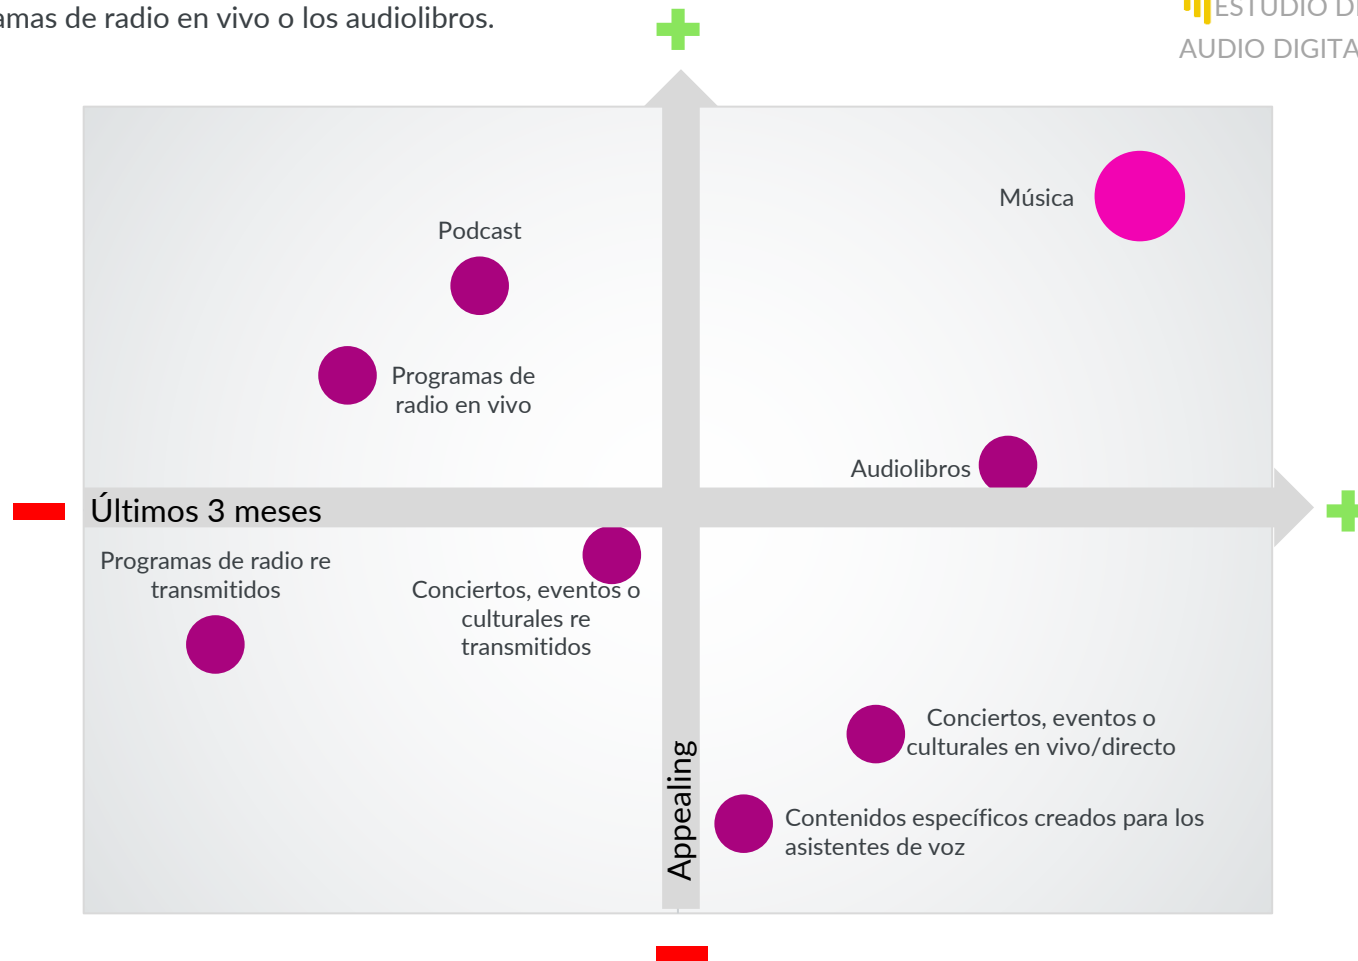 de radio en vivo o los audiolibros.
ESTUDIO
AUDIO
Música
Podcast
Programas de
radio en vivo
Audiolibros
Últimos 3 meses
Programas de radio re
transmitidos
Conciertos, eventos o
culturales re
transmitidos
Conciertos, eventos o
culturales en vivo/directo
Appealing
Contenidos específicos creados para los
asistentes de voz